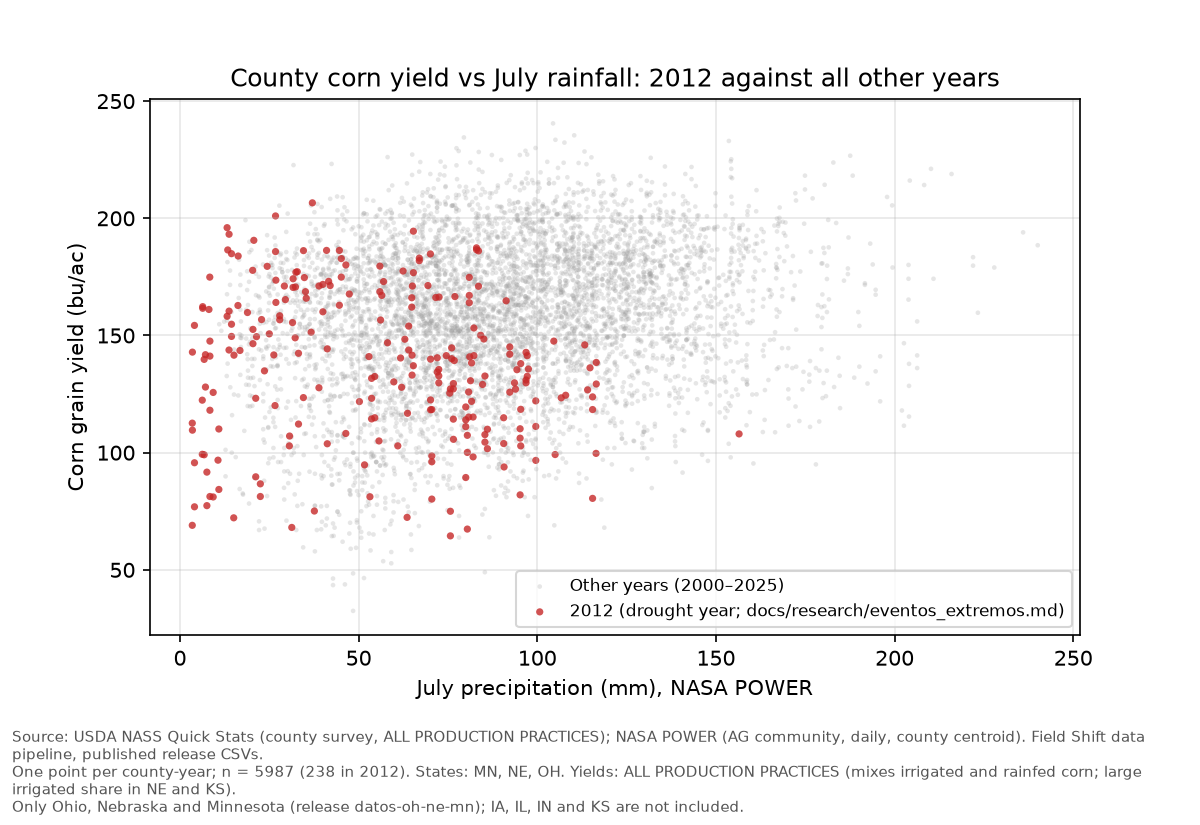 County corn yield vs July rainfall: 2012 against all other years
250
200
150
100
50
Corn grain yield (bu/ac)
Other years (2000–2025)
2012 (drought year; docs/research/eventos_extremos.md)
0
50
100
150
200
250
July precipitation (mm), NASA POWER
Source: USDA NASS Quick Stats (county survey, ALL PRODUCTION PRACTICES); NASA POWER (AG community, daily, county centroid). Field Shift data
pipeline, published release CSVs.
One point per county-year; n = 5987 (238 in 2012). States: MN, NE, OH. Yields: ALL PRODUCTION PRACTICES (mixes irrigated and rainfed corn; large
irrigated share in NE and KS).
Only Ohio, Nebraska and Minnesota (release datos-oh-ne-mn); IA, IL, IN and KS are not included.